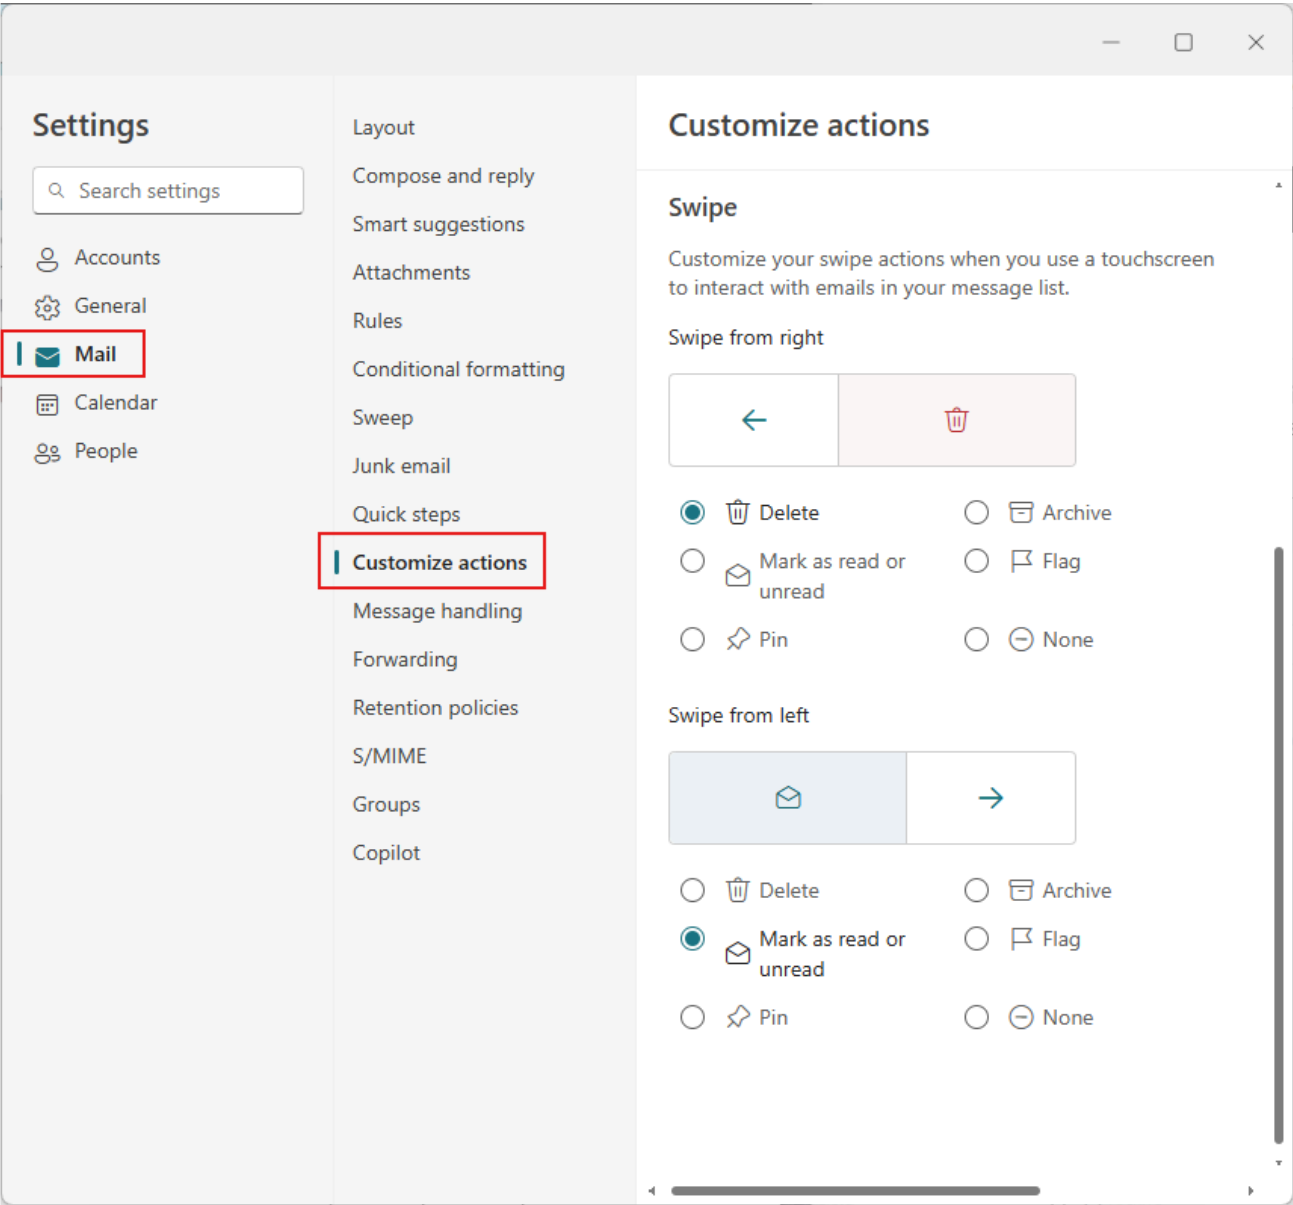 Settings
Search settings
Accounts
General
Mail
Calendar
People
Layout
Compose and reply
Smart suggestions
Attachments
Rules
Conditional formatting
Sweep
Junk email
Quick steps
Customize actions
Message handling
Forwarding
Retention policies
S/MIME
Groups
Copilot
Customize actions
Swipe
Customize your swipe actions when you use a touchscreen
to interact with emails in your message list.
Swipe from right
Delete
Archive
Mark as read or
unread
Flag
Pin
None
Swipe from left
Delete
Archive
Mark as read or
unread
Flag
Pin
None